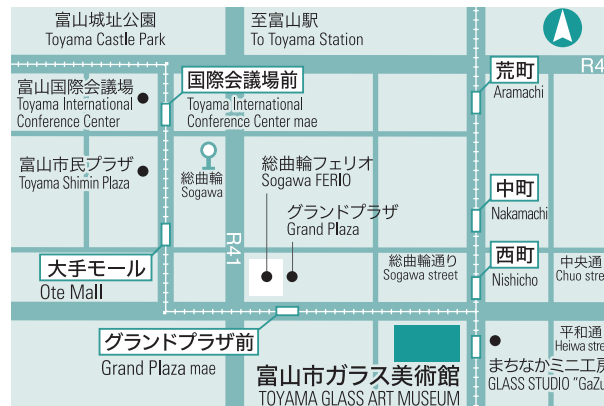 富山城址公園
Toyama Castle Park
至富山駅
To Toyama Station
R4
富山国際会議場
Toyama International
Conference Center
国際会議場前
Toyama International
Conference Center mae
荒町
Aramachi
富山市民プラザ
Toyama Shimin Plaza
総曲輪
Sogawa
総曲輪フェリオ
Sogawa FERIO
グランドプラザ
Grand Plaza
中町
Nakamachi
R41
大手モール
Ote Mall
総曲輪通り
Sogawa street
西町
Nishicho
中央通
Chuo stre
グランドプラザ前
Grand Plaza mae
平和通
Heiwa stre
富山市ガラス美術館
TOYAMA GLASS ART MUSEUM
まちなかミニ工房
GLASS STUDIO "GaZu